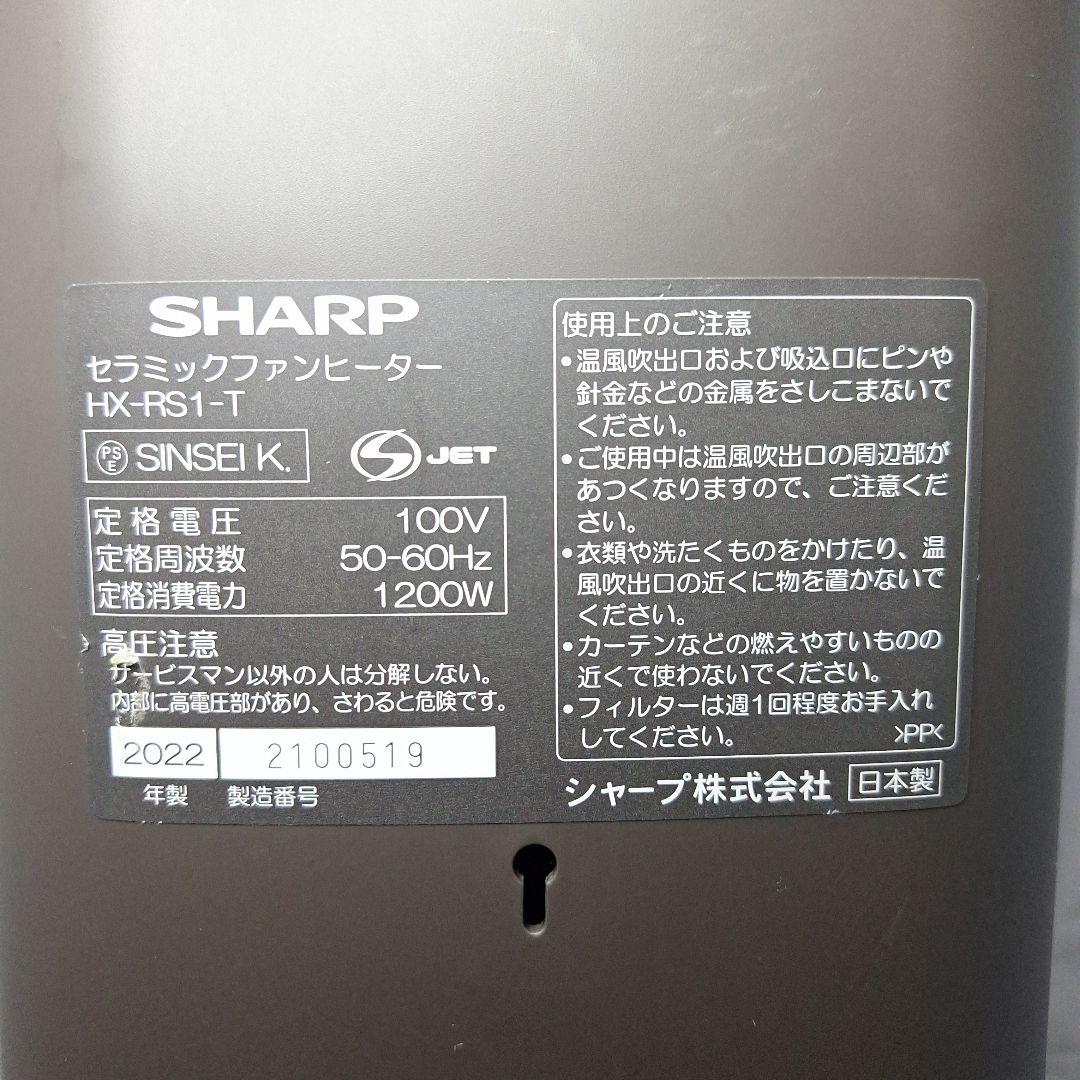 SHARP
セラミックファンヒーター
HX-RS1-T
PSE SINSEI K.
S JET
定格電圧 100V
定格周波数 50-60Hz
定格消費電力 1200W
高圧注意
サービスマン以外の人は分解しない。
内部に高電圧部があり、さわると危険です。
2022 2100519
年製 製造番号
使用上のご注意
•温風吹出口および吸込口にピンや
針金などの金属をさしこまないで
ください。
•ご使用中は温風吹出口の周辺部が
あつくなりますので、ご注意くだ
さい。
•衣類や洗たくものをかけたり、温
風吹出口の近くに物を置かないで
ください。
•カーテンなどの燃えやすいものの
近くで使わないでください。
•フィルターは週1回程度お手入れ
してください。 >PP<
シャープ株式会社 日本製